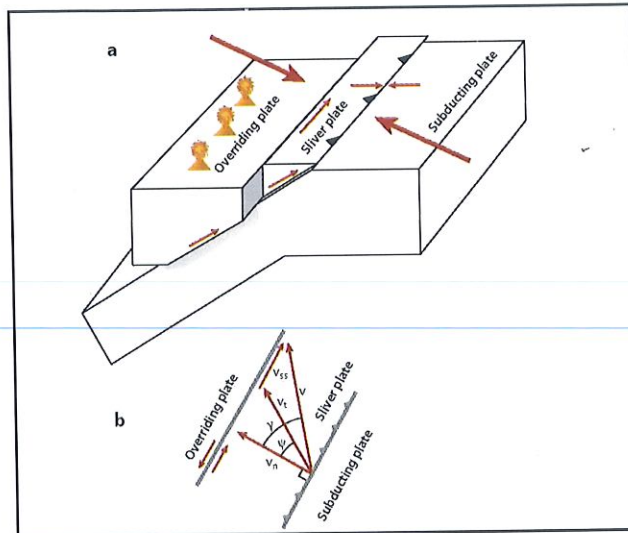 a
Overriding plate
Sliver plate
Subducting plate
b
Overriding plate
vss
vt
v
γ
ψ
vn
Sliver plate
Subducting plate